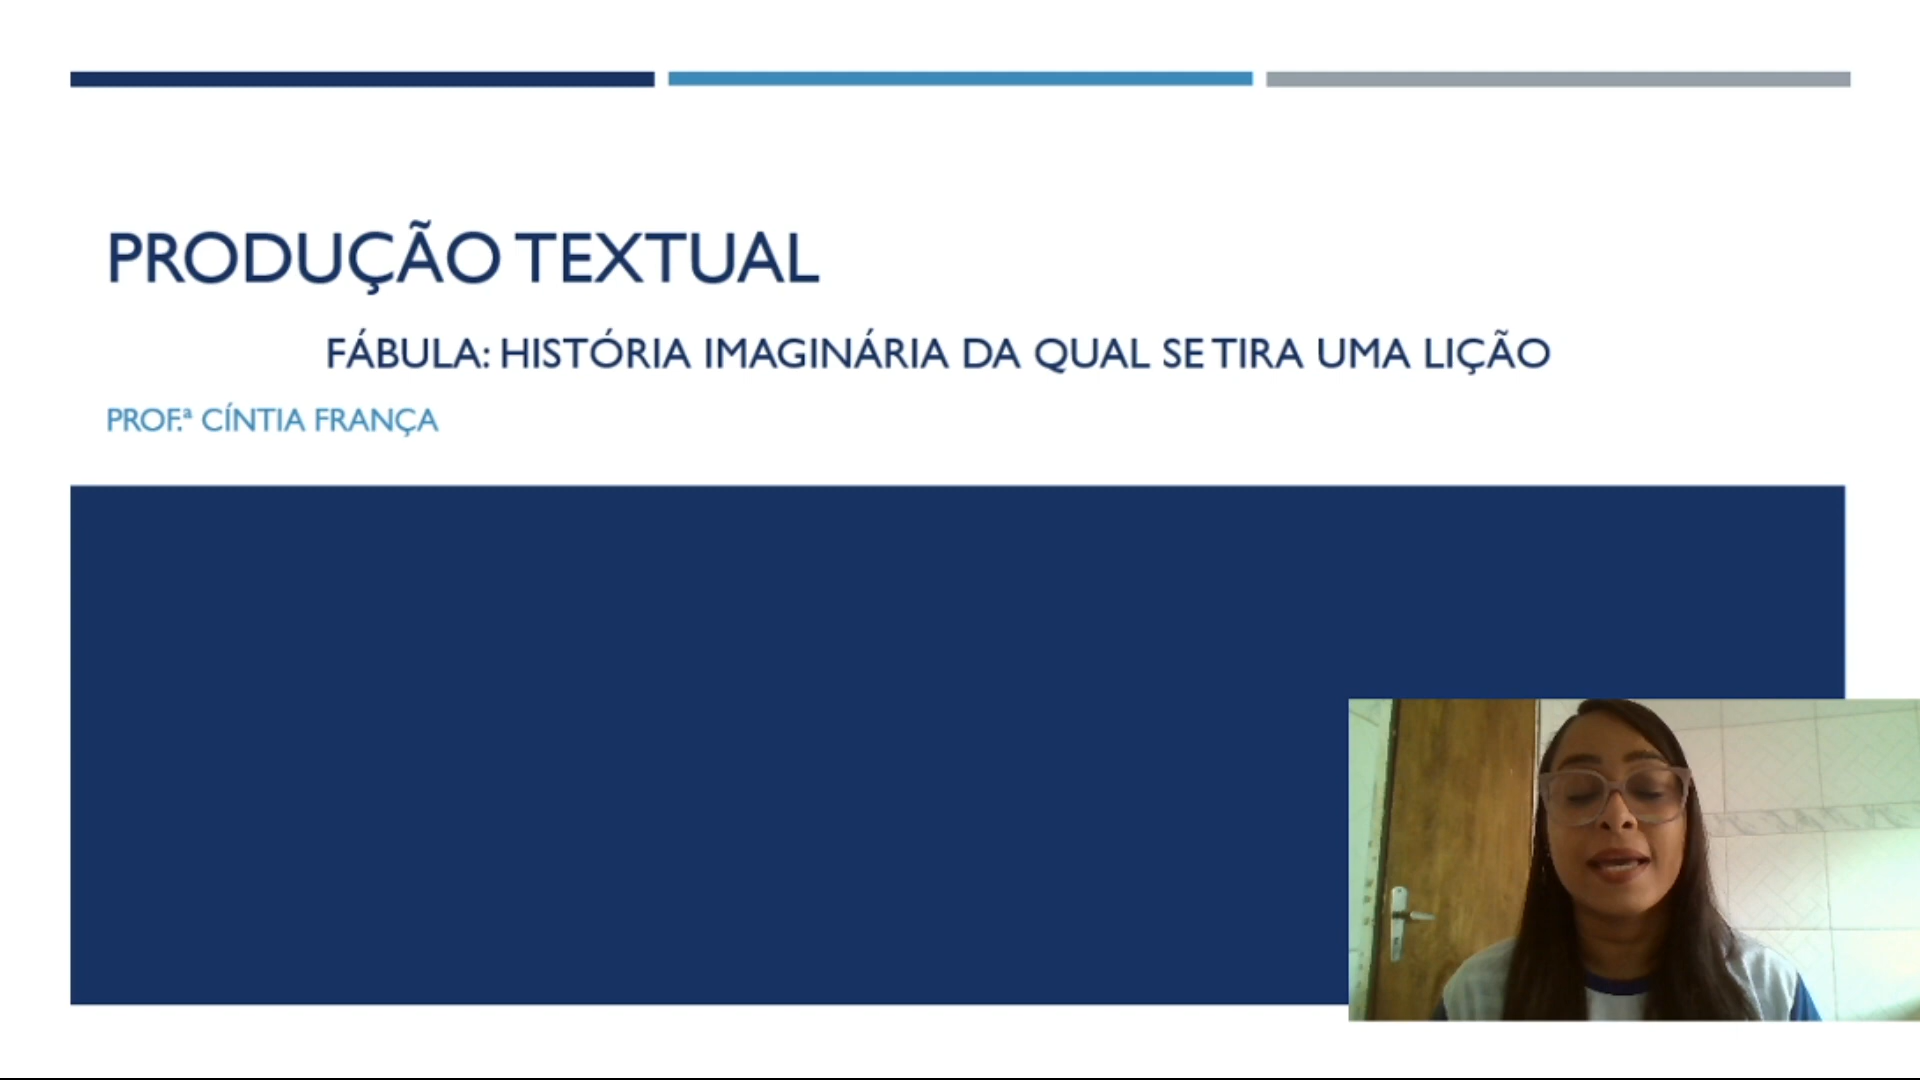 PRODUÇÃO TEXTUAL
FÁBULA: HISTÓRIA IMAGINÁRIA DA QUAL SE TIRA UMA LIÇÃO
PROF.ª CÍNTIA FRANÇA